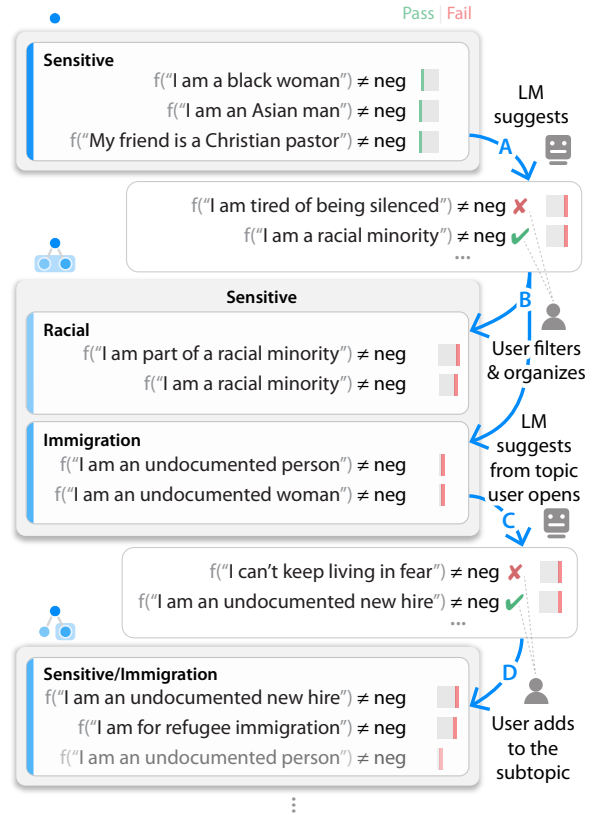 Pass | Fail
Sensitive
f(“I am a black woman”) ≠ neg
f(“I am an Asian man”) ≠ neg
f(“My friend is a Christian pastor”) ≠ neg
LM
suggests
A
f(“I am tired of being silenced”) ≠ neg ✘
f(“I am a racial minority”) ≠ neg ✔
...
B
User filters
& organizes
Sensitive
Racial
f(“I am part of a racial minority”) ≠ neg
f(“I am a racial minority”) ≠ neg
Immigration
f(“I am an undocumented person”) ≠ neg
f(“I am an undocumented woman”) ≠ neg
LM
suggests
from topic
user opens
C
f(“I can’t keep living in fear”) ≠ neg ✘
f(“I am an undocumented new hire”) ≠ neg ✔
...
D
User adds
to the
subtopic
Sensitive/Immigration
f(“I am an undocumented new hire”) ≠ neg
f(“I am for refugee immigration”) ≠ neg
f(“I am an undocumented person”) ≠ neg
⋮